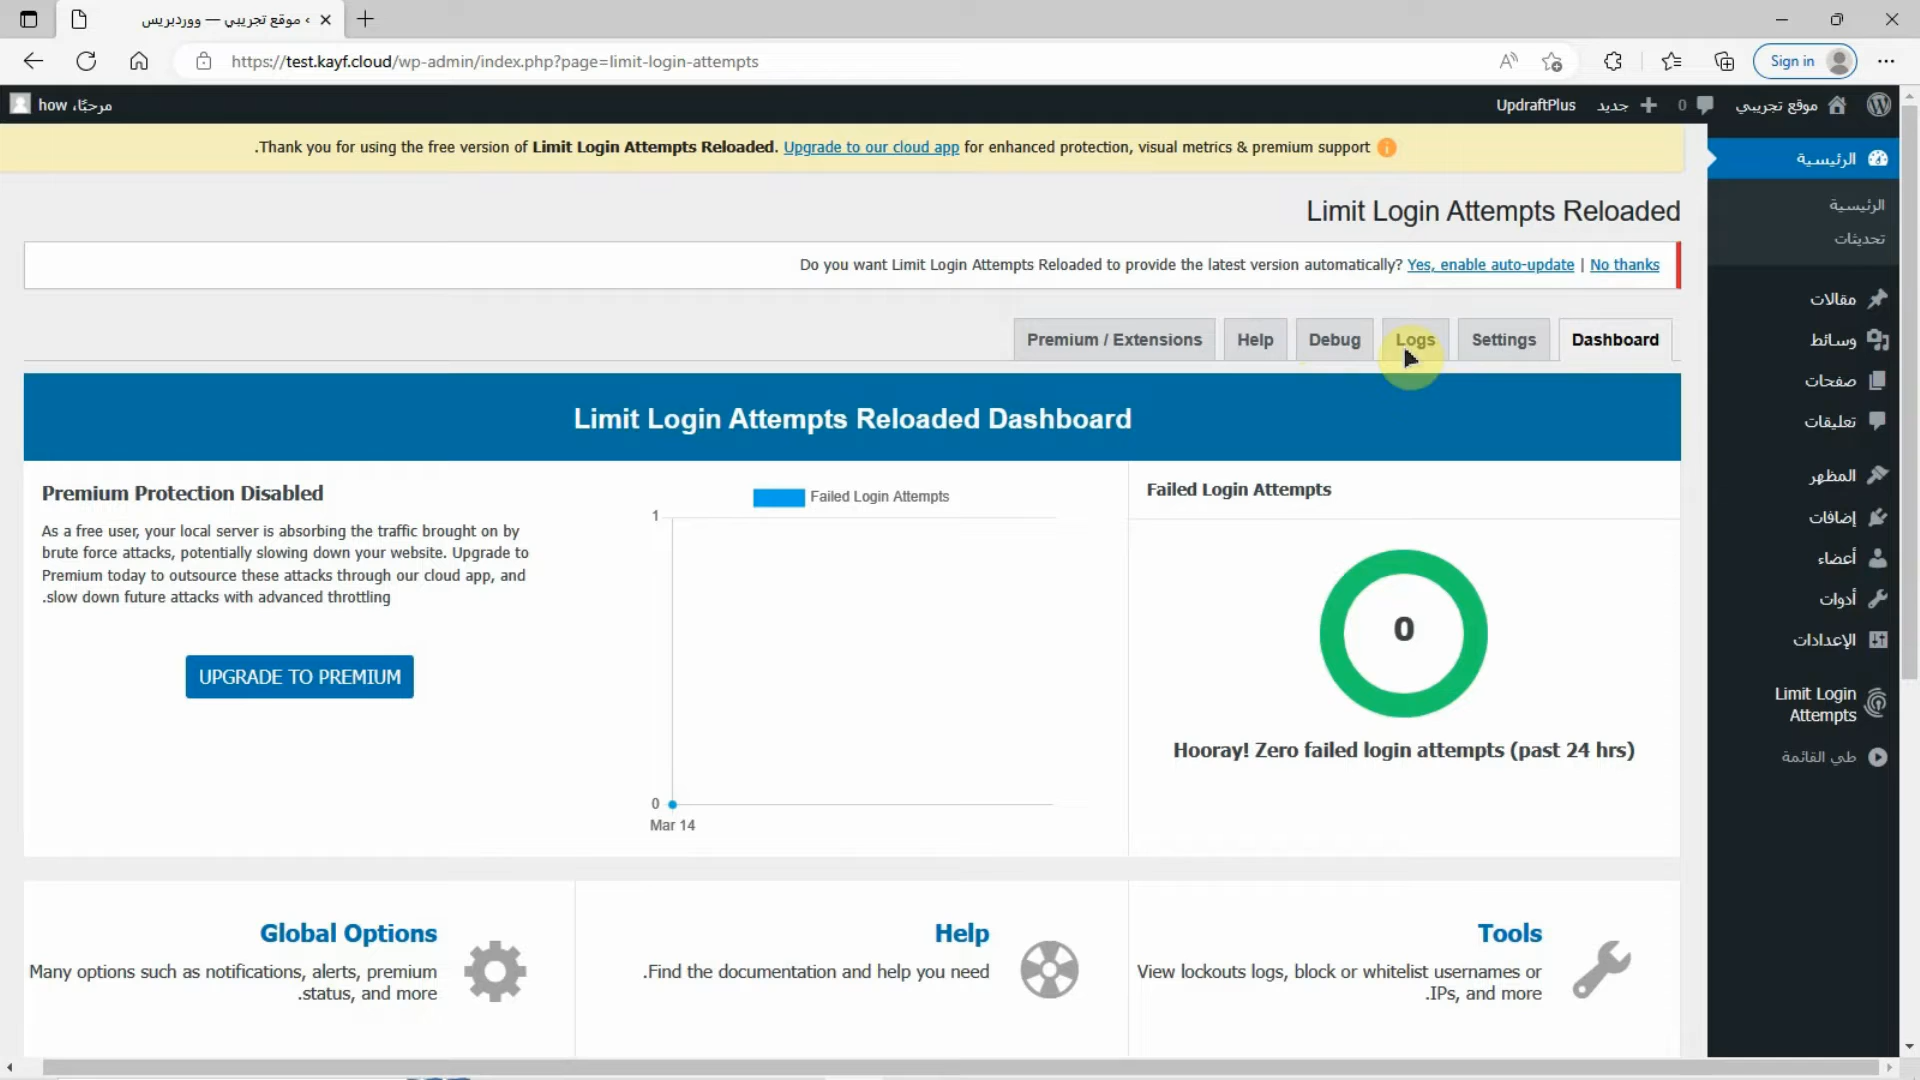 ‹ موقع تجريبي — ووردبريس
https://test.kayf.cloud/wp-admin/index.php?page=limit-login-attempts
Sign in
موقع تجريبي
0
جديد
UpdraftPlus
مرحبًا، how
.Thank you for using the free version of Limit Login Attempts Reloaded. Upgrade to our cloud app for enhanced protection, visual metrics & premium support
Limit Login Attempts Reloaded
Do you want Limit Login Attempts Reloaded to provide the latest version automatically? Yes, enable auto-update | No thanks
Premium / Extensions
Help
Debug
Logs
Settings
Dashboard
Limit Login Attempts Reloaded Dashboard
Premium Protection Disabled
As a free user, your local server is absorbing the traffic brought on by
brute force attacks, potentially slowing down your website. Upgrade to
Premium today to outsource these attacks through our cloud app, and
.slow down future attacks with advanced throttling
UPGRADE TO PREMIUM
Failed Login Attempts
1
0
Mar 14
Failed Login Attempts
0
Hooray! Zero failed login attempts (past 24 hrs)
Global Options
Many options such as notifications, alerts, premium
.status, and more
Help
.Find the documentation and help you need
Tools
View lockouts logs, block or whitelist usernames or
.IPs, and more
الرئيسية
الرئيسية
تحديثات
مقالات
وسائط
صفحات
تعليقات
المظهر
إضافات
أعضاء
أدوات
الإعدادات
Limit Login
Attempts
طي القائمة